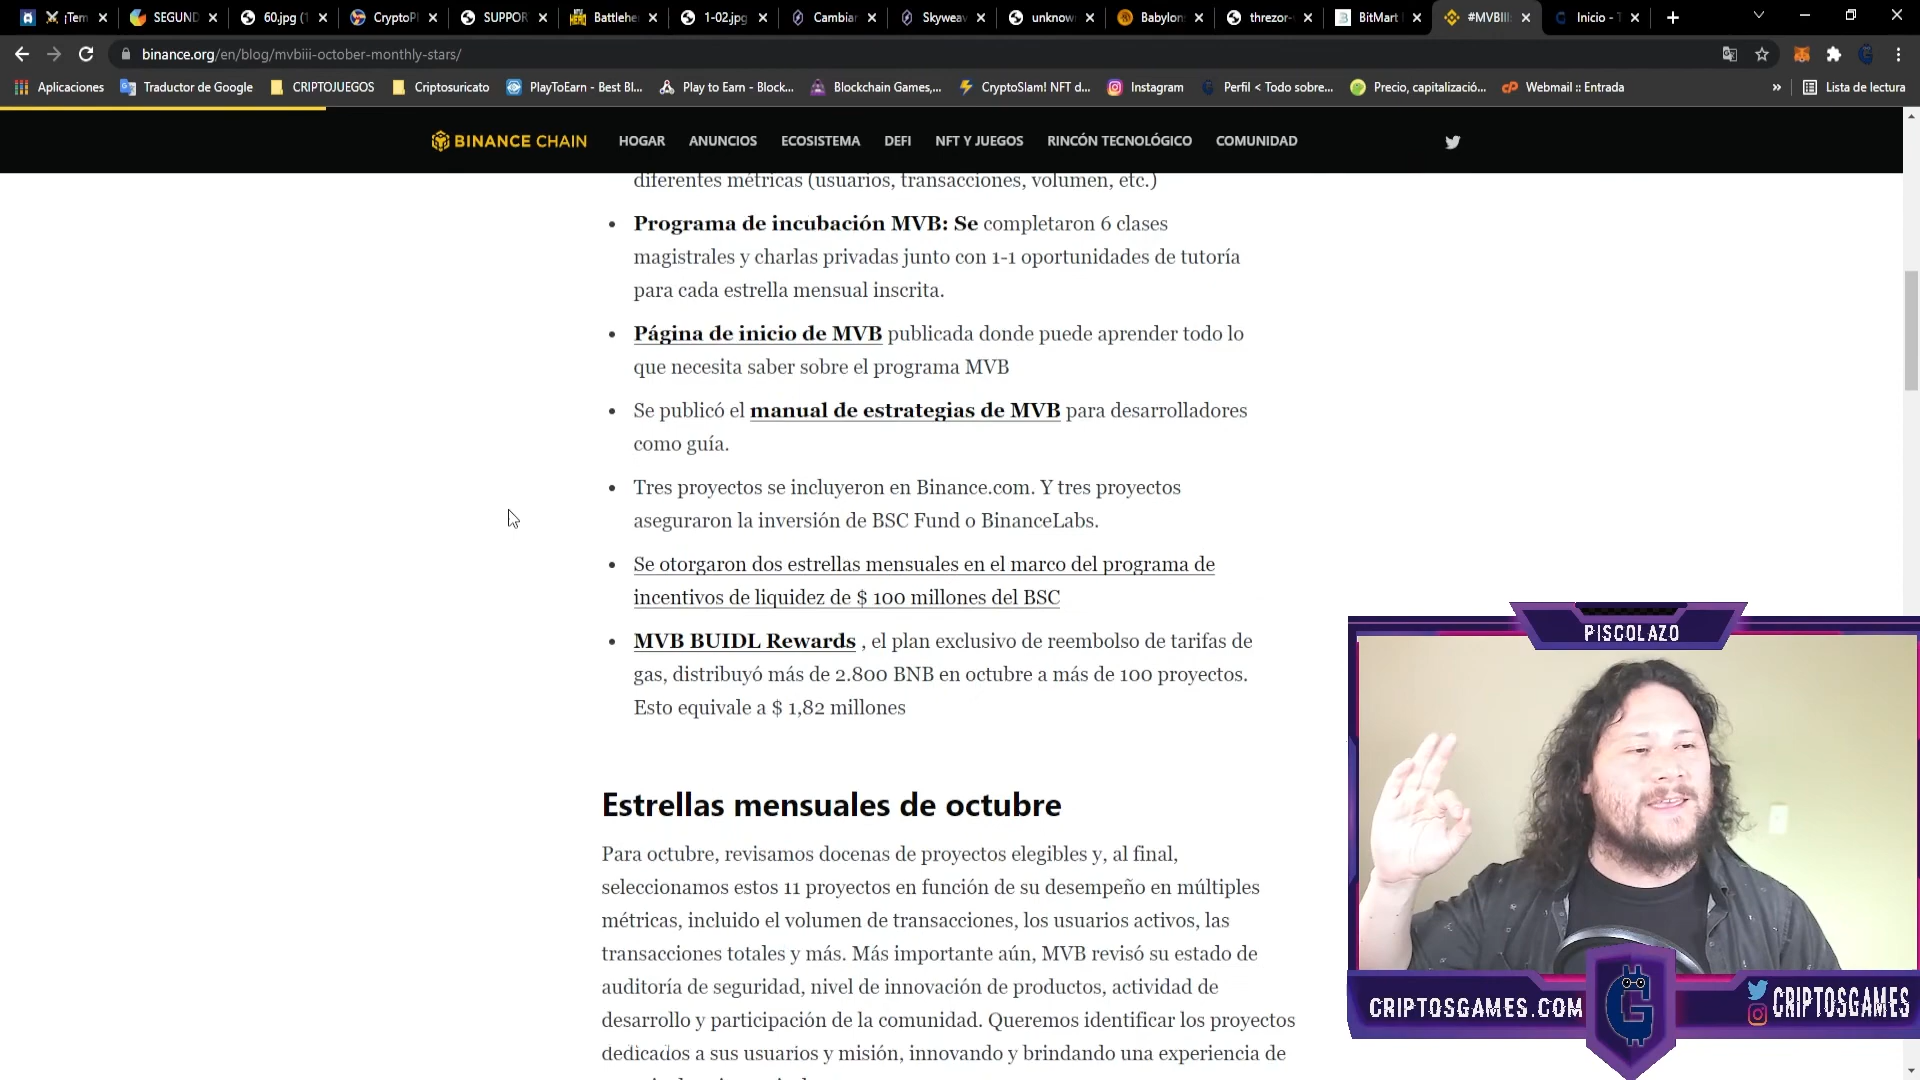 ¡Tem
SEGUND
60.jpg (1
CryptoPl
SUPPOR
Battlehe
1-02.jpg
Cambiar
Skyweav
unknow
Babylon
threzor-
BitMart
#MVBIII
Inicio - T
binance.org/en/blog/mvbiii-october-monthly-stars/
Aplicaciones
Traductor de Google
CRIPTOJUEGOS
Criptosuricato
PlayToEarn - Best Bl...
Play to Earn - Block...
Blockchain Games,...
CryptoSlam! NFT d...
Instagram
Perfil < Todo sobre...
Precio, capitalizació...
Webmail :: Entrada
»
Lista de lectura
BINANCE CHAIN
HOGAR
ANUNCIOS
ECOSISTEMA
DEFI
NFT Y JUEGOS
RINCÓN TECNOLÓGICO
COMUNIDAD
diferentes métricas (usuarios, transacciones, volumen, etc.)
• Programa de incubación MVB: Se completaron 6 clases
magistrales y charlas privadas junto con 1-1 oportunidades de tutoría
para cada estrella mensual inscrita.
• Página de inicio de MVB publicada donde puede aprender todo lo
que necesita saber sobre el programa MVB
• Se publicó el manual de estrategias de MVB para desarrolladores
como guía.
• Tres proyectos se incluyeron en Binance.com. Y tres proyectos
aseguraron la inversión de BSC Fund o BinanceLabs.
• Se otorgaron dos estrellas mensuales en el marco del programa de
incentivos de liquidez de $ 100 millones del BSC
• MVB BUIDL Rewards , el plan exclusivo de reembolso de tarifas de
gas, distribuyó más de 2.800 BNB en octubre a más de 100 proyectos.
Esto equivale a $ 1,82 millones
Estrellas mensuales de octubre
Para octubre, revisamos docenas de proyectos elegibles y, al final,
seleccionamos estos 11 proyectos en función de su desempeño en múltiples
métricas, incluido el volumen de transacciones, los usuarios activos, las
transacciones totales y más. Más importante aún, MVB revisó su estado de
auditoría de seguridad, nivel de innovación de productos, actividad de
desarrollo y participación de la comunidad. Queremos identificar los proyectos
dedicados a sus usuarios y misión, innovando y brindando una experiencia de
PISCOLAZO
CRIPTOSGAMES.COM
CRIPTOSGAMES